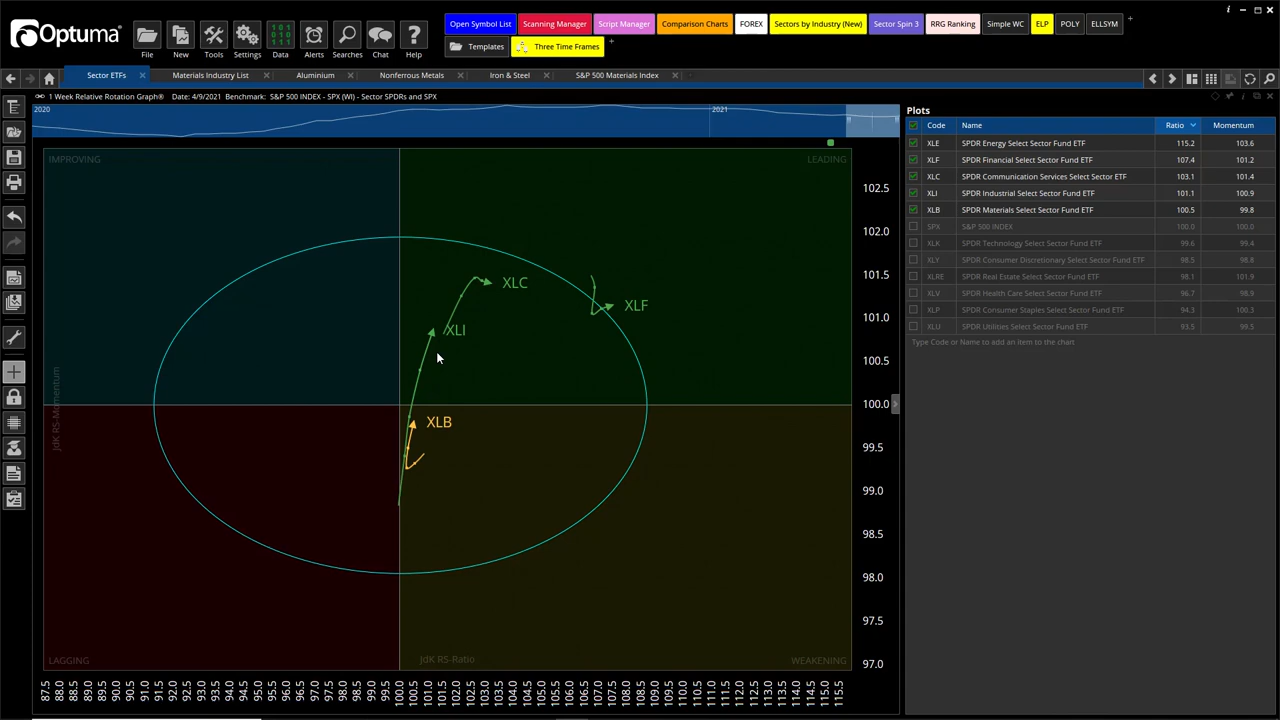 Optuma
File
New
Tools
Settings
Data
Alerts
Searches
Chat
Help
Open Symbol List
Scanning Manager
Script Manager
Comparison Charts
FOREX
Sectors by Industry (New)
Sector Spin 3
RRG Ranking
Simple WC
ELP
POLY
ELLSYM
Templates
Three Time Frames
Sector ETFs
Materials Industry List
Aluminium
Nonferrous Metals
Iron & Steel
S&P 500 Materials Index
1 Week Relative Rotation Graph® Date: 4/9/2021 Benchmark: S&P 500 INDEX - SPX (WI) - Sector SPDRs and SPX
2020
2021
IMPROVING
LEADING
XLC
XLF
XLI
XLB
JdK RS-Momentum
LAGGING
JdK RS-Ratio
WEAKENING
102.5
102.0
101.5
101.0
100.5
100.0
99.5
99.0
98.5
98.0
97.5
97.0
87.5 88.0 88.5 89.0 89.5 90.0 90.5 91.0 91.5 92.0 92.5 93.0 93.5 94.0 94.5 95.0 95.5 96.0 96.5 97.0 97.5 98.0 98.5 99.0 99.5 100.0 100.5 101.0 101.5 102.0 102.5 103.0 103.5 104.0 104.5 105.0 105.5 106.0 106.5 107.0 107.5 108.0 108.5 109.0 109.5 110.0 110.5 111.0 111.5 112.0 112.5 113.0 113.5 114.0 114.5 115.0 115.5
Plots
Code Name Ratio Momentum
XLE SPDR Energy Select Sector Fund ETF 115.2 103.6
XLF SPDR Financial Select Sector Fund ETF 107.4 101.2
XLC SPDR Communication Services Select Sector ETF 103.1 101.4
XLI SPDR Industrial Select Sector Fund ETF 101.1 100.9
XLB SPDR Materials Select Sector Fund ETF 100.5 99.8
SPX S&P 500 INDEX 100.0 100.0
XLK SPDR Technology Select Sector Fund ETF 99.6 99.4
XLY SPDR Consumer Discretionary Select Sector Fund ETF 98.5 98.8
XLRE SPDR Real Estate Select Sector Fund ETF 98.1 101.9
XLV SPDR Health Care Select Sector Fund ETF 96.7 98.9
XLP SPDR Consumer Staples Select Sector Fund ETF 94.3 100.3
XLU SPDR Utilities Select Sector Fund ETF 93.5 99.5
Type Code or Name to add an item to the chart